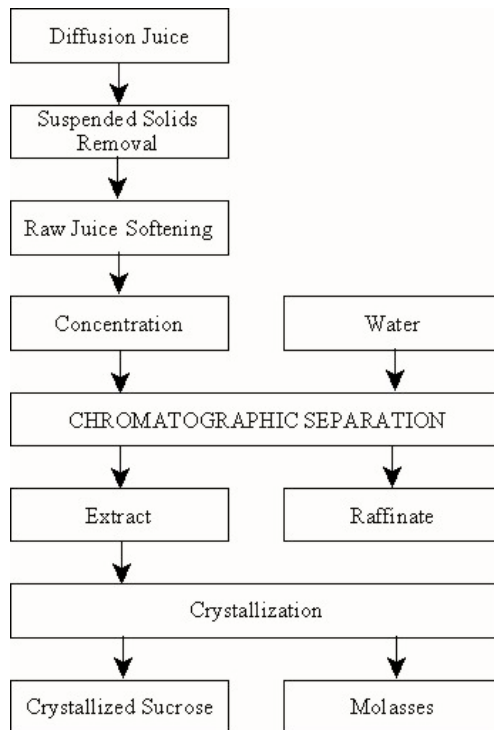 Diffusion Juice
Suspended Solids
Removal
Raw Juice Softening
Concentration
Water
CHROMATOGRAPHIC SEPARATION
Extract
Raffinate
Crystallization
Crystallized Sucrose
Molasses